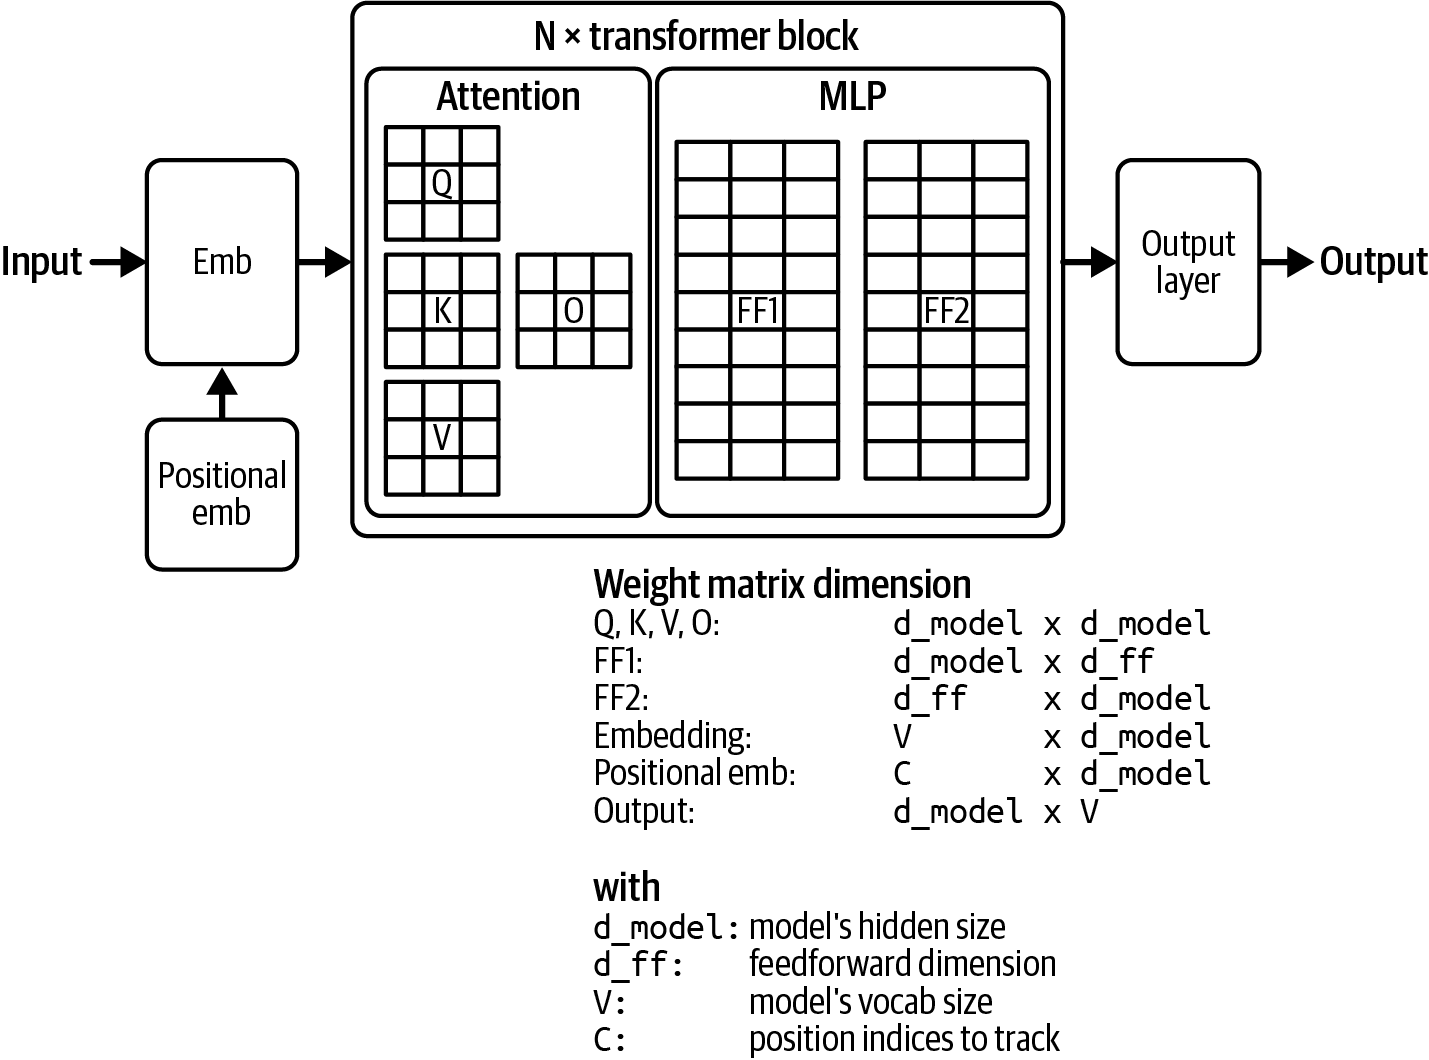 N × transformer block
Attention
MLP
Q
K
O
V
FF1
FF2
Input
Emb
Positional
emb
Output
layer
Output
Weight matrix dimension
Q, K, V, O: d_model x d_model
FF1: d_model x d_ff
FF2: d_ff x d_model
Embedding: V x d_model
Positional emb: C x d_model
Output: d_model x V
with
d_model: model's hidden size
d_ff: feedforward dimension
V: model's vocab size
C: position indices to track